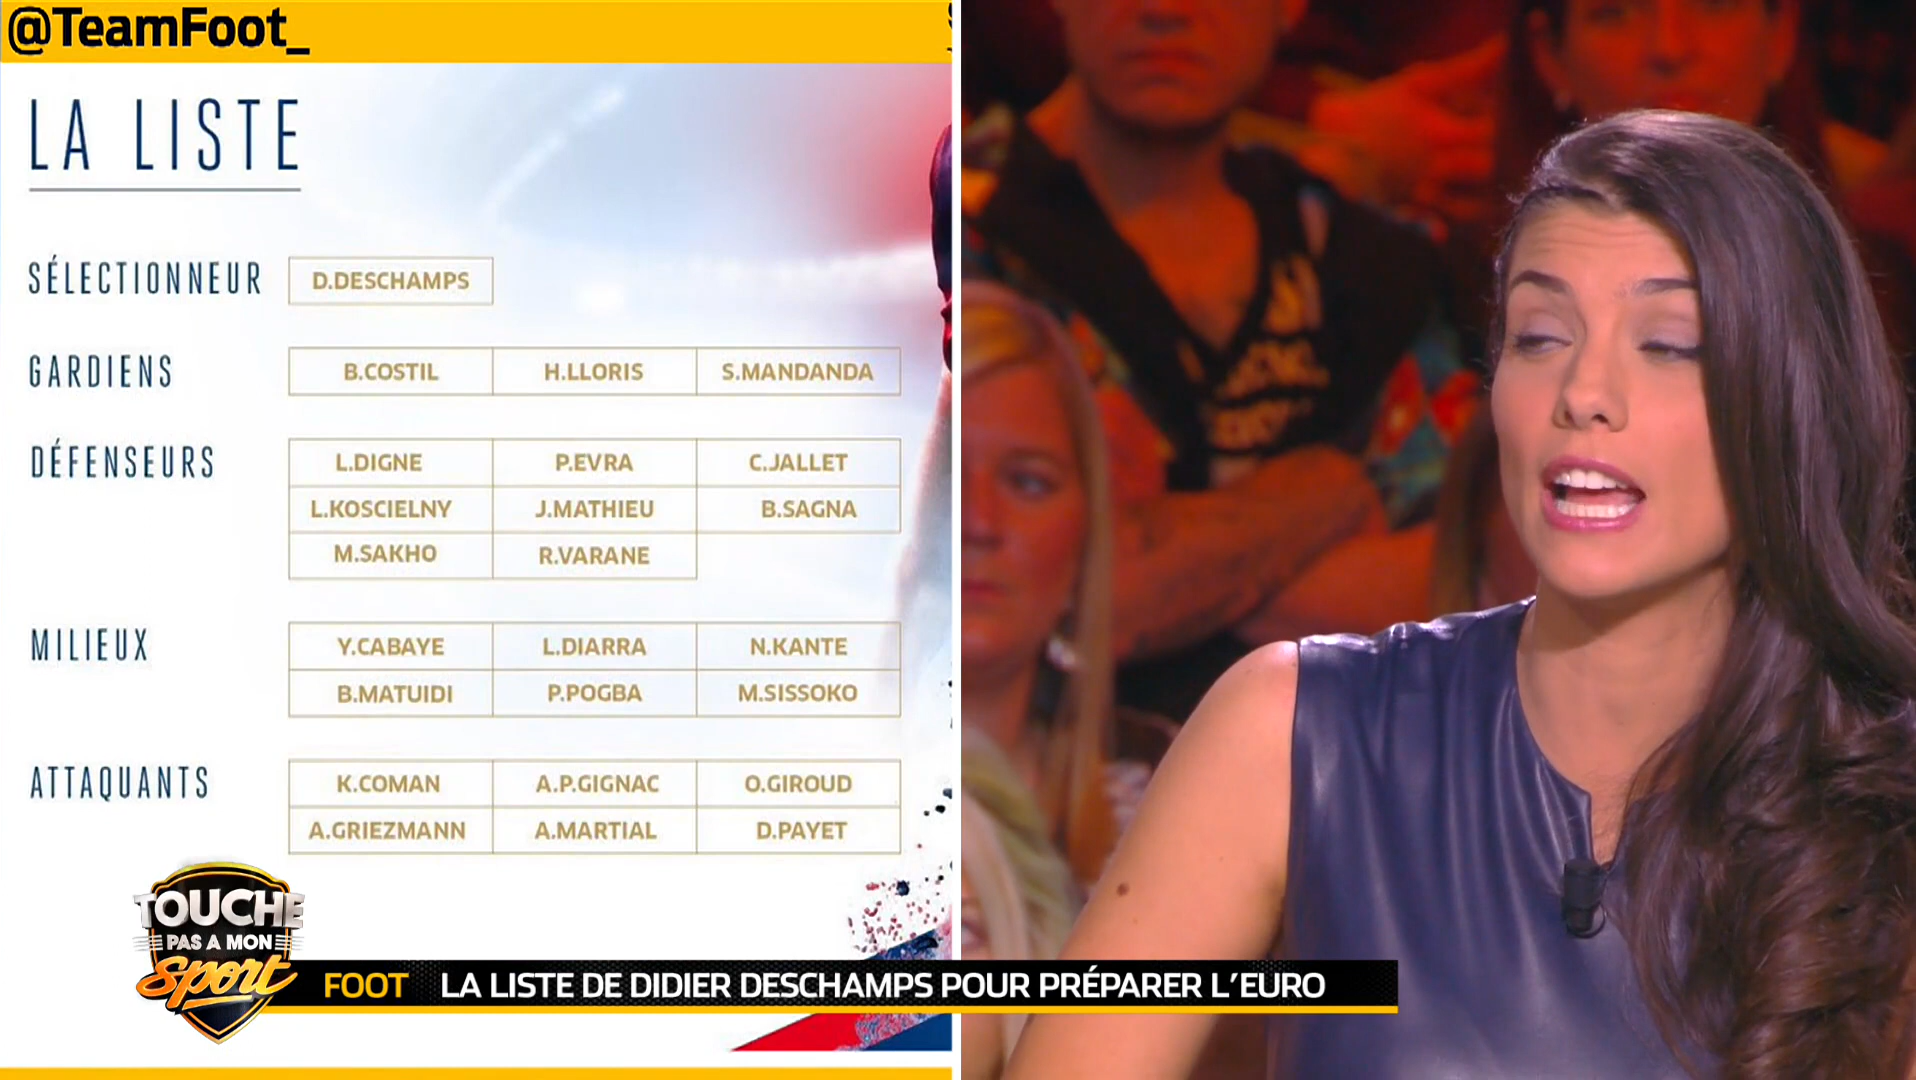 @TeamFoot_
LA LISTE
SÉLECTIONNEUR D.DESCHAMPS
GARDIENS B.COSTIL H.LLORIS S.MANDANDA
DÉFENSEURS L.DIGNE P.EVRA C.JALLET
L.KOSCIELNY J.MATHIEU B.SAGNA
M.SAKHO R.VARANE
MILIEUX Y.CABAYE L.DIARRA N.KANTE
B.MATUIDI P.POGBA M.SISSOKO
ATTAQUANTS K.COMAN A.P.GIGNAC O.GIROUD
A.GRIEZMANN A.MARTIAL D.PAYET
TOUCHE
PAS A MON
Sport
FOOT LA LISTE DE DIDIER DESCHAMPS POUR PRÉPARER L'EURO